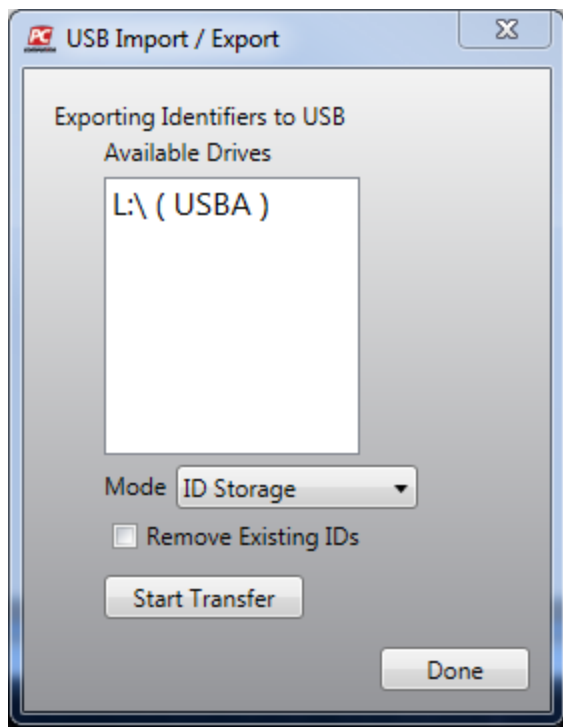 PC
USB Import / Export
Exporting Identifiers to USB
Available Drives
L:\ ( USBA )
Mode ID Storage
Remove Existing IDs
Start Transfer
Done